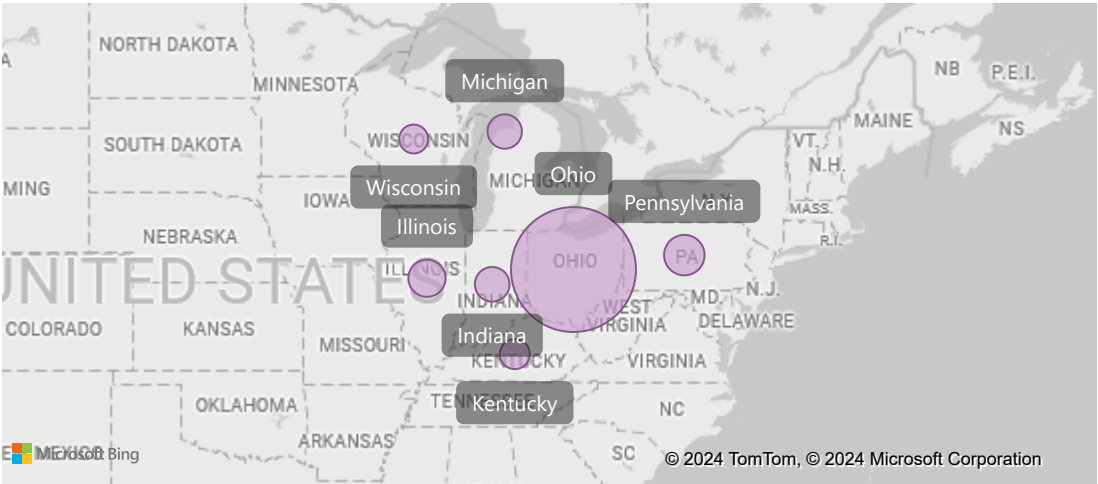 NORTH DAKOTA
MINNESOTA
Michigan
NB
P.E.I.
MAINE
NS
SOUTH DAKOTA
WISCONSIN
VT.
N.H.
MING
Wisconsin
MICHIGAN
Ohio
IOWA
Pennsylvania
N.Y.
MASS.
NEBRASKA
Illinois
R.I.
UNITED STATES
ILLINOIS
OHIO
PA
INDIANA
MD.
N.J.
COLORADO
KANSAS
MISSOURI
Indiana
WEST
VIRGINIA
DELAWARE
KENTUCKY
VIRGINIA
OKLAHOMA
TENNESSEE
Kentucky
NC
ARKANSAS
SC
Microsoft Bing
© 2024 TomTom, © 2024 Microsoft Corporation